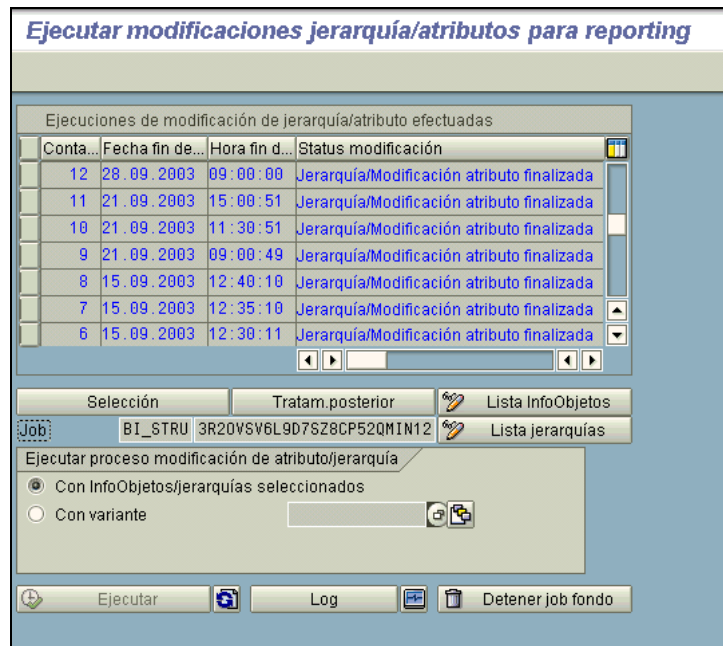 Ejecutar modificaciones jerarquía/atributos para reporting
Ejecuciones de modificación de jerarquía/atributo efectuadas
Conta... Fecha fin de... Hora fin d... Status modificación
12 28.09.2003 09:00:00 Jerarquía/Modificación atributo finalizada
11 21.09.2003 15:00:51 Jerarquía/Modificación atributo finalizada
10 21.09.2003 11:30:51 Jerarquía/Modificación atributo finalizada
9 21.09.2003 09:00:49 Jerarquía/Modificación atributo finalizada
8 15.09.2003 12:40:10 Jerarquía/Modificación atributo finalizada
7 15.09.2003 12:35:10 Jerarquía/Modificación atributo finalizada
6 15.09.2003 12:30:11 Jerarquía/Modificación atributo finalizada
Selección Tratam.posterior Lista InfoObjetos
Job BI_STRU 3R2OVSV6L9D7SZ8CP52QMIN12 Lista jerarquías
Ejecutar proceso modificación de atributo/jerarquía
Con InfoObjetos/jerarquías seleccionados
Con variante
Ejecutar Log Detener job fondo